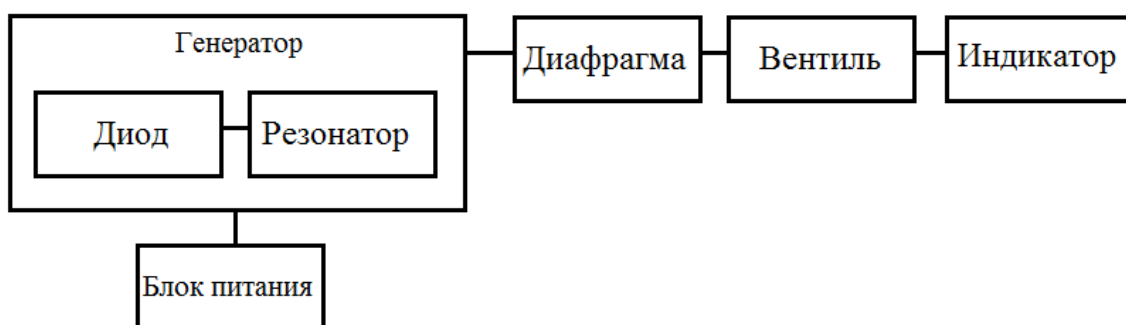 Генератор
Диафрагма
Вентиль
Индикатор
Диод
Резонатор
Блок питания